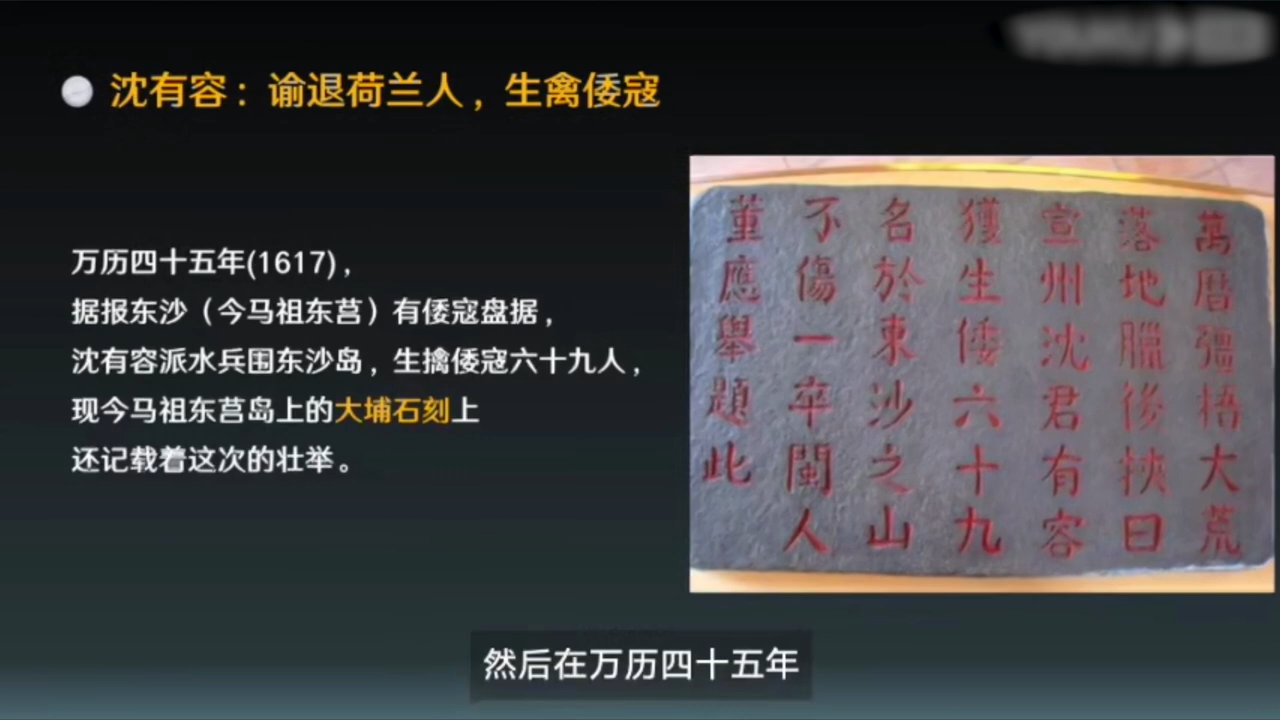 沈有容：谕退荷兰人，生禽倭寇
万历四十五年(1617)，
据报东沙（今马祖东莒）有倭寇盘据，
沈有容派水兵围东沙岛，生擒倭寇六十九人，
现今马祖东莒岛上的大埔石刻上
还记载着这次的壮举。
萬曆彊梧大荒
落地臘後挾日
宣州沈君有容
獲生倭六十九
名於東沙之山
不傷一卒閩人
董應舉題此
然后在万历四十五年